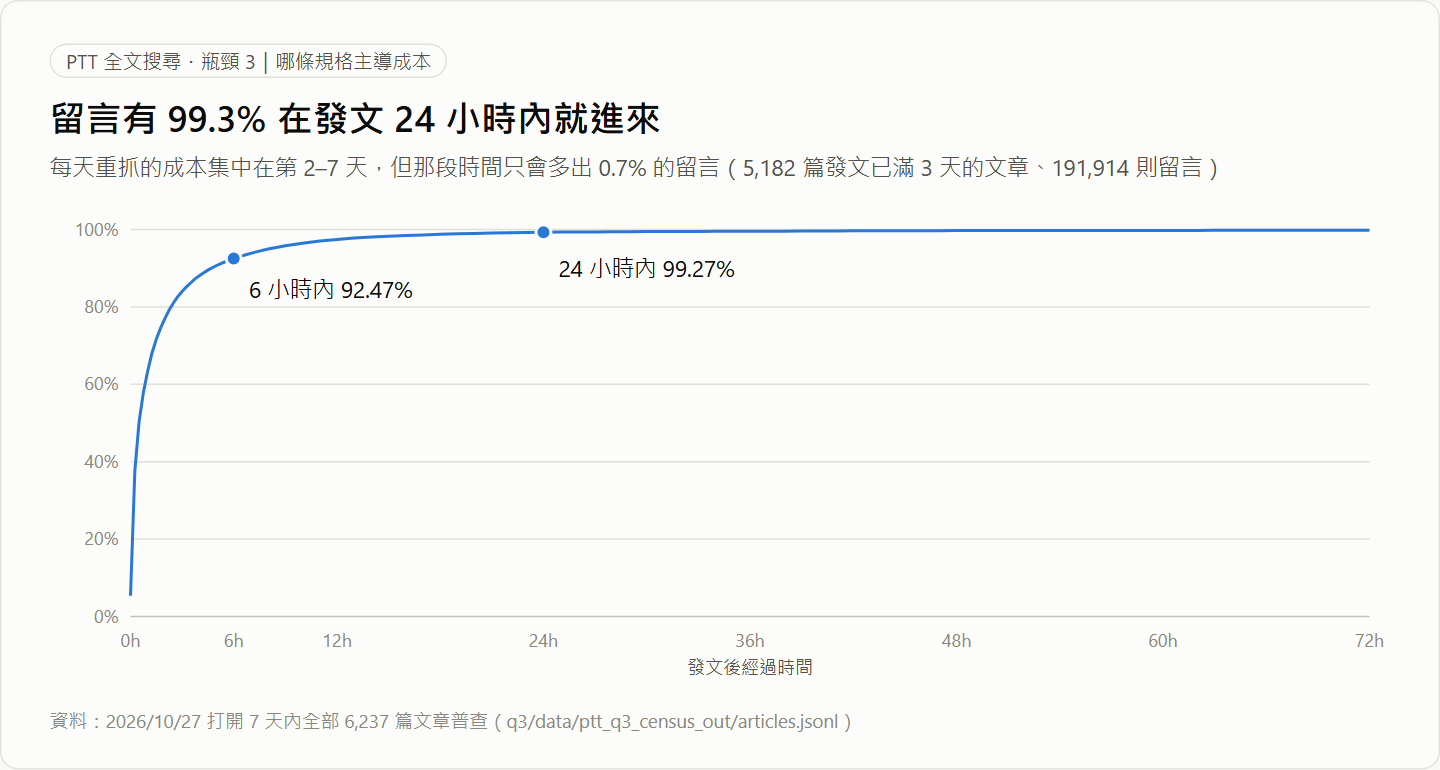 PTT 全文搜尋 · 瓶頸 3 | 哪條規格主導成本
留言有 99.3% 在發文 24 小時內就進來
每天重抓的成本集中在第 2–7 天，但那段時間只會多出 0.7% 的留言（5,182 篇發文已滿 3 天的文章、191,914 則留言）
100%
80%
60%
40%
20%
0%
6 小時內 92.47%
24 小時內 99.27%
0h 6h 12h 24h 36h 48h 60h 72h
發文後經過時間
資料：2026/10/27 打開 7 天內全部 6,237 篇文章普查（q3/data/ptt_q3_census_out/articles.jsonl）